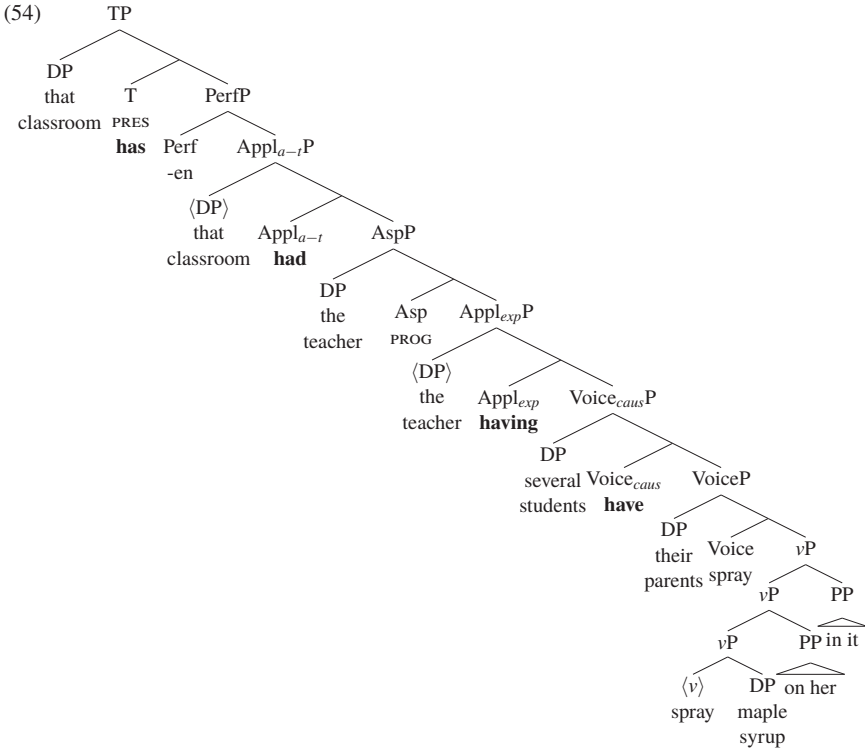 (54) TP
DP
that
classroom
T
PRES
has
PerfP
Perf
-en
Appl_{a−t}P
⟨DP⟩
that
classroom
Appl_{a−t}
had
AspP
DP
the
teacher
Asp
PROG
Appl_{exp}P
⟨DP⟩
the
teacher
Appl_{exp}
having
Voice_{caus}P
DP
several
students
Voice_{caus}
have
VoiceP
DP
their
parents
Voice
spray
vP
vP
PP
in it
vP
PP
on her
⟨v⟩
spray
DP
maple
syrup